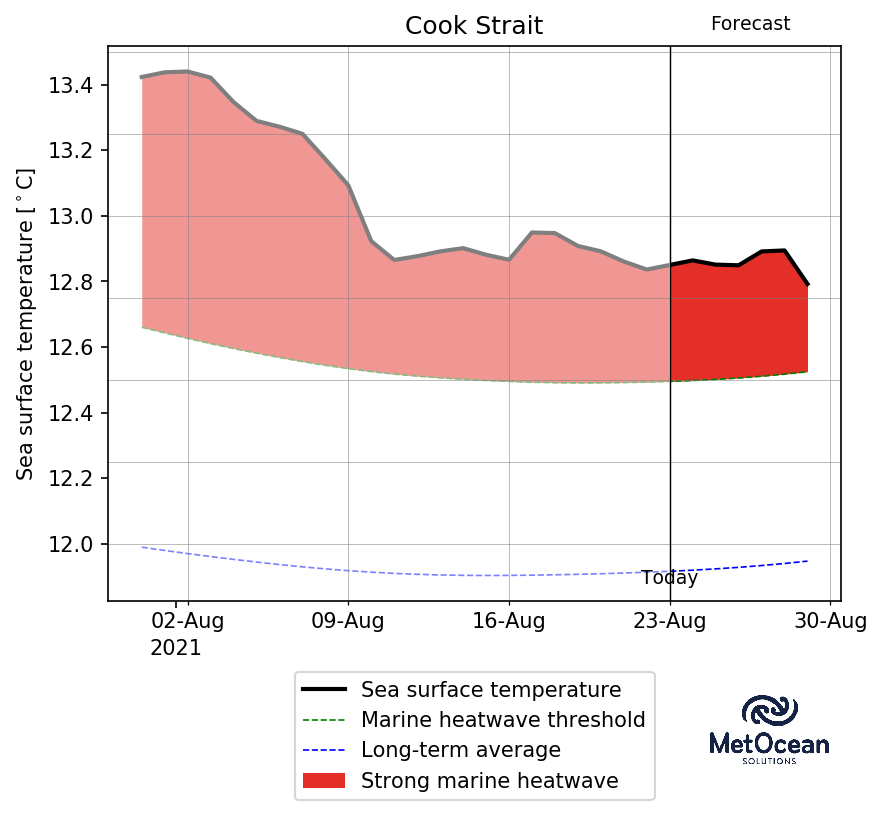 Cook Strait
Forecast
Sea surface temperature [°C]
13.4
13.2
13.0
12.8
12.6
12.4
12.2
12.0
Today
02-Aug
09-Aug
16-Aug
23-Aug
30-Aug
2021
Sea surface temperature
Marine heatwave threshold
Long-term average
Strong marine heatwave
MetOcean
SOLUTIONS